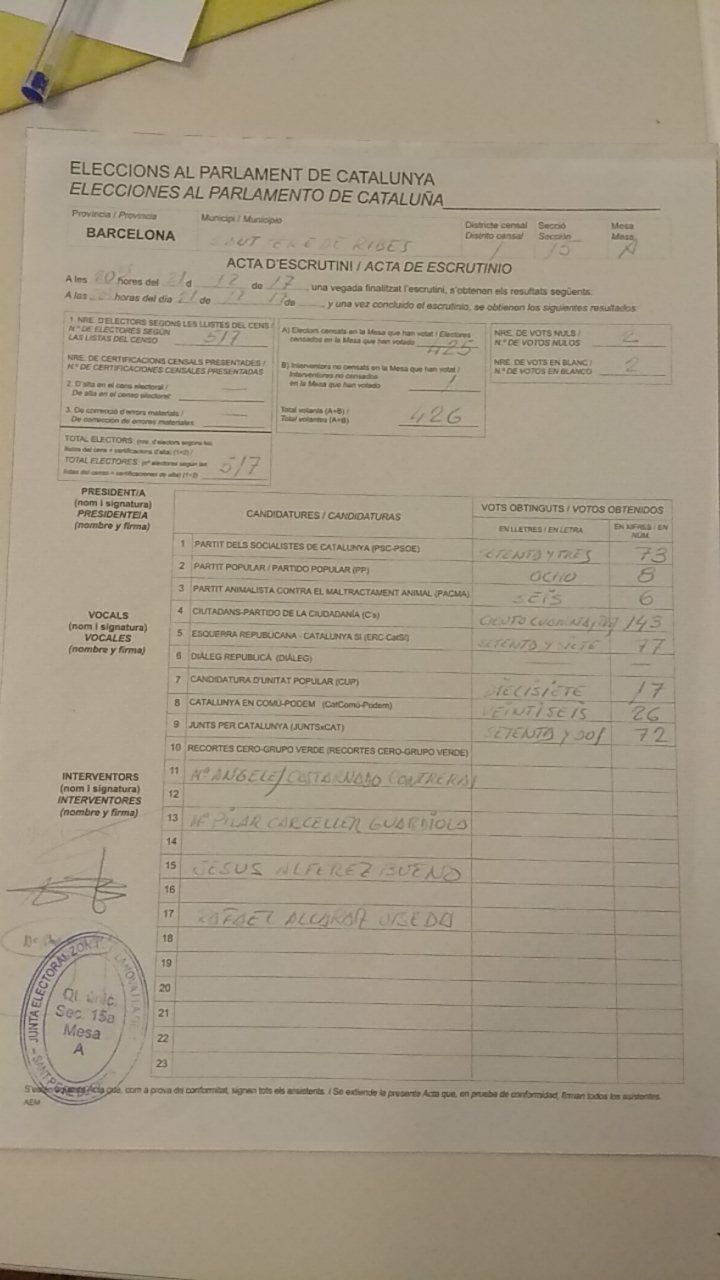 ELECCIONS AL PARLAMENT DE CATALUNYA
ELECCIONES AL PARLAMENTO DE CATALUÑA
Província / Provincia
Municipi / Municipio
Districte censal Secció Mesa
Distrito censal Sección Mesa
BARCELONA SANT PERE DE RIBES 1 15 A
ACTA D'ESCRUTINI / ACTA DE ESCRUTINIO
A les 20 hores del 21 d 12 de 17, una vegada finalitzat l'escrutini, s'obtenen els resultats següents:
A las horas del día 21 de 12 17 de, y una vez concluido el escrutinio, se obtienen los siguientes resultados:
1. NRE. D'ELECTORS SEGONS LES LLISTES DEL CENS /
N.º DE ELECTORES SEGÚN
LAS LISTAS DEL CENSO 517
NRE. DE CERTIFICACIONS CENSALS PRESENTADES /
N.º DE CERTIFICACIONES CENSALES PRESENTADAS
2. D'alta en el cens electoral /
De alta en el censo electoral:
3. De correcció d'errors materials /
De corrección de errores materiales:
TOTAL ELECTORS: (nre. d'electors segons les
llistes del cens + certificacions d'alta) (1+2) /
TOTAL ELECTORES: (nº electores según las
listas del censo + certificaciones de alta) (1+2) 517
A) Electors censats en la Mesa que han votat / Electores
censados en la Mesa que han votado 425
B) Interventors no censats en la Mesa que han votat /
Interventores no censados
en la Mesa que han votado 1
Total votants (A+B) /
Total votantes (A+B) 426
NRE. DE VOTS NULS /
N.º DE VOTOS NULOS 2
NRE. DE VOTS EN BLANC /
N.º DE VOTOS EN BLANCO 2
PRESIDENT/A
(nom i signatura)
PRESIDENTE/A
(nombre y firma)
VOCALS
(nom i signatura)
VOCALES
(nombre y firma)
INTERVENTORS
(nom i signatura)
INTERVENTORES
(nombre y firma)
CANDIDATURES / CANDIDATURAS
VOTS OBTINGUTS / VOTOS OBTENIDOS
EN LLETRES / EN LETRA
EN XIFRES / EN
NÚM.
1 PARTIT DELS SOCIALISTES DE CATALUNYA (PSC-PSOE) SETENTA Y TRES 73
2 PARTIT POPULAR / PARTIDO POPULAR (PP) OCHO 8
3 PARTIT ANIMALISTA CONTRA EL MALTRACTAMENT ANIMAL (PACMA) SEIS 6
4 CIUTADANS-PARTIDO DE LA CIUDADANÍA (C's) CIENTO 143
5 ESQUERRA REPUBLICANA - CATALUNYA SÍ (ERC-CatSí) SETENTA Y SIETE 77
6 DIÀLEG REPUBLICÀ (DIÀLEG) —
7 CANDIDATURA D'UNITAT POPULAR (CUP) DIECISIETE 17
8 CATALUNYA EN COMÚ-PODEM (CatComú-Podem) VEINTISEIS 26
9 JUNTS PER CATALUNYA (JUNTSxCAT) SETENTA Y DOS 72
10 RECORTES CERO-GRUPO VERDE (RECORTES CERO-GRUPO VERDE)
11 Mª ANGELES CONTRERAS
12
13 Mª PILAR CARCELLER GUARDIOLA
14
15 JESUS ALFEREZ BUENO
16
17 RAFAEL ALCARAZ UBEDA
18
19
20
21
22
23
JUNTA ELECTORAL ZONA
SANT PERE DE
Sec. 15a
Mesa
A
Acta que, com a prova de conformitat, signen tots els assistents. / Se extiende la presente Acta que, en prueba de conformidad, firman todos los asistentes.
AEM